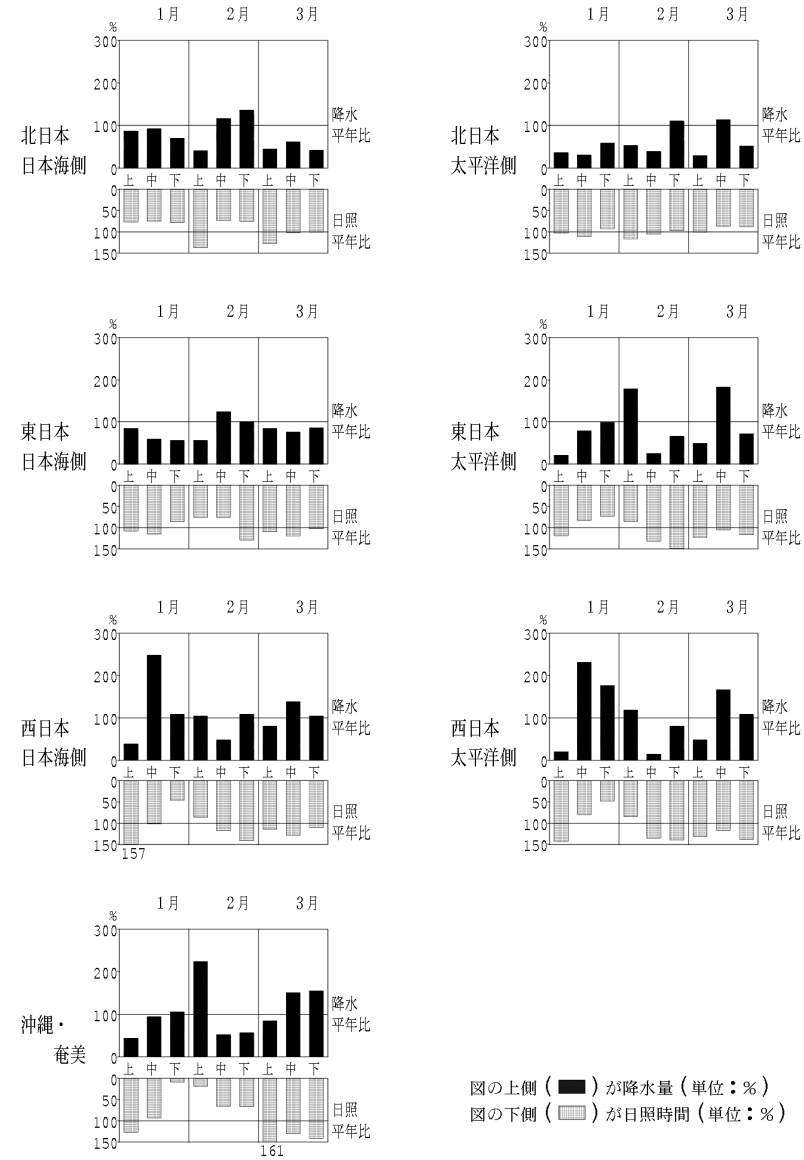 1月 2月 3月
%
300
200
100
0
北日本
日本海側
降水
平年比
上 中 下 上 中 下 上 中 下
0
50
100
150
日照
平年比
1月 2月 3月
%
300
200
100
0
北日本
太平洋側
降水
平年比
上 中 下 上 中 下 上 中 下
0
50
100
150
日照
平年比
1月 2月 3月
%
300
200
100
0
東日本
日本海側
降水
平年比
上 中 下 上 中 下 上 中 下
0
50
100
150
日照
平年比
1月 2月 3月
%
300
200
100
0
東日本
太平洋側
降水
平年比
上 中 下 上 中 下 上 中 下
0
50
100
150
日照
平年比
1月 2月 3月
%
300
200
100
0
西日本
日本海側
降水
平年比
上 中 下 上 中 下 上 中 下
0
50
100
150
157
日照
平年比
1月 2月 3月
%
300
200
100
0
西日本
太平洋側
降水
平年比
上 中 下 上 中 下 上 中 下
0
50
100
150
日照
平年比
1月 2月 3月
%
300
200
100
0
沖縄・
奄美
降水
平年比
上 中 下 上 中 下 上 中 下
0
50
100
150
161
日照
平年比
図の上側（ ）が降水量（単位：%）
図の下側（ ）が日照時間（単位：%）